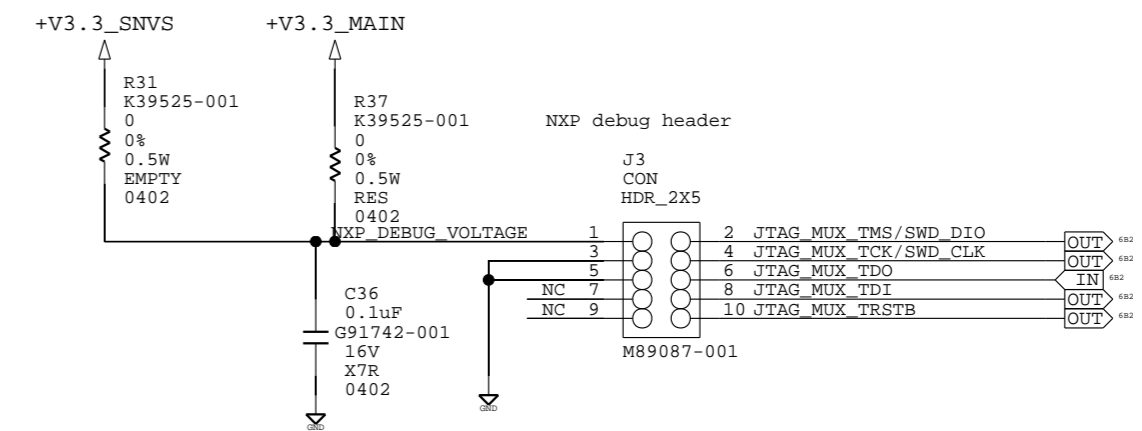 +V3.3_SNVS
+V3.3_MAIN
R31
K39525-001
0
0%
0.5W
EMPTY
0402
R37
K39525-001
0
0%
0.5W
RES
0402
NXP debug header
J3
CON
HDR_2X5
NXP_DEBUG_VOLTAGE 1
2 JTAG_MUX_TMS/SWD_DIO OUT 6B2
3
4 JTAG_MUX_TCK/SWD_CLK OUT 6B2
5
6 JTAG_MUX_TDO IN 6B2
NC 7
8 JTAG_MUX_TDI OUT 6B2
NC 9
10 JTAG_MUX_TRSTB OUT 6B2
M89087-001
C36
0.1uF
G91742-001
16V
X7R
0402
GND
GND